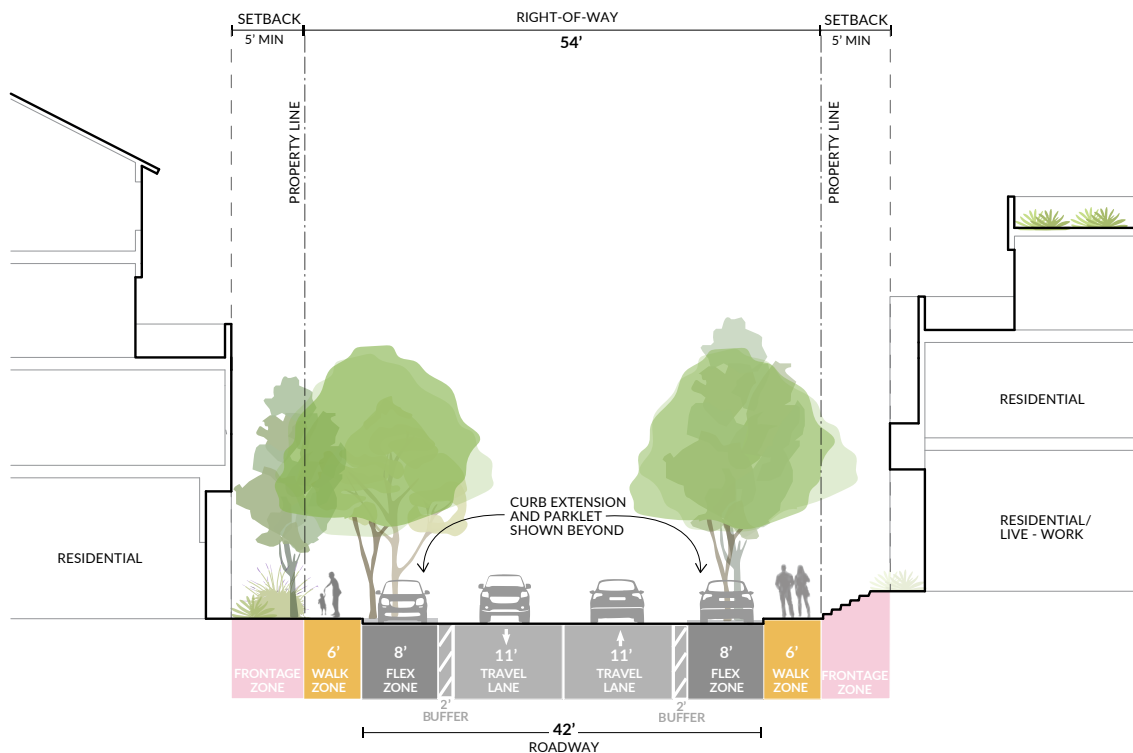 SETBACK
5’ MIN
RIGHT-OF-WAY
54’
SETBACK
5’ MIN
PROPERTY LINE
PROPERTY LINE
RESIDENTIAL
CURB EXTENSION
AND PARKLET
SHOWN BEYOND
RESIDENTIAL
RESIDENTIAL/
LIVE - WORK
FRONTAGE
ZONE
6’
WALK
ZONE
8’
FLEX
ZONE
2’
BUFFER
11’
TRAVEL
LANE
11’
TRAVEL
LANE
2’
BUFFER
8’
FLEX
ZONE
6’
WALK
ZONE
FRONTAGE
ZONE
42’
ROADWAY